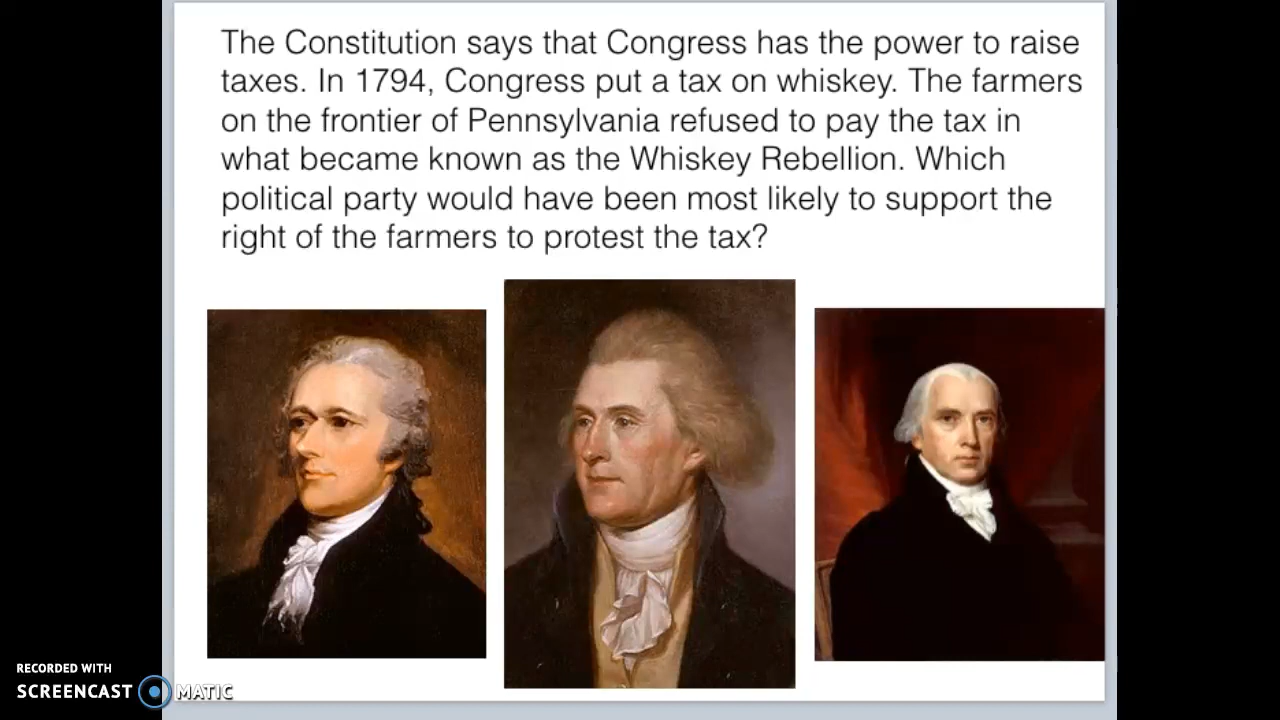 The Constitution says that Congress has the power to raise
taxes. In 1794, Congress put a tax on whiskey. The farmers
on the frontier of Pennsylvania refused to pay the tax in
what became known as the Whiskey Rebellion. Which
political party would have been most likely to support the
right of the farmers to protest the tax?
RECORDED WITH
SCREENCAST MATIC